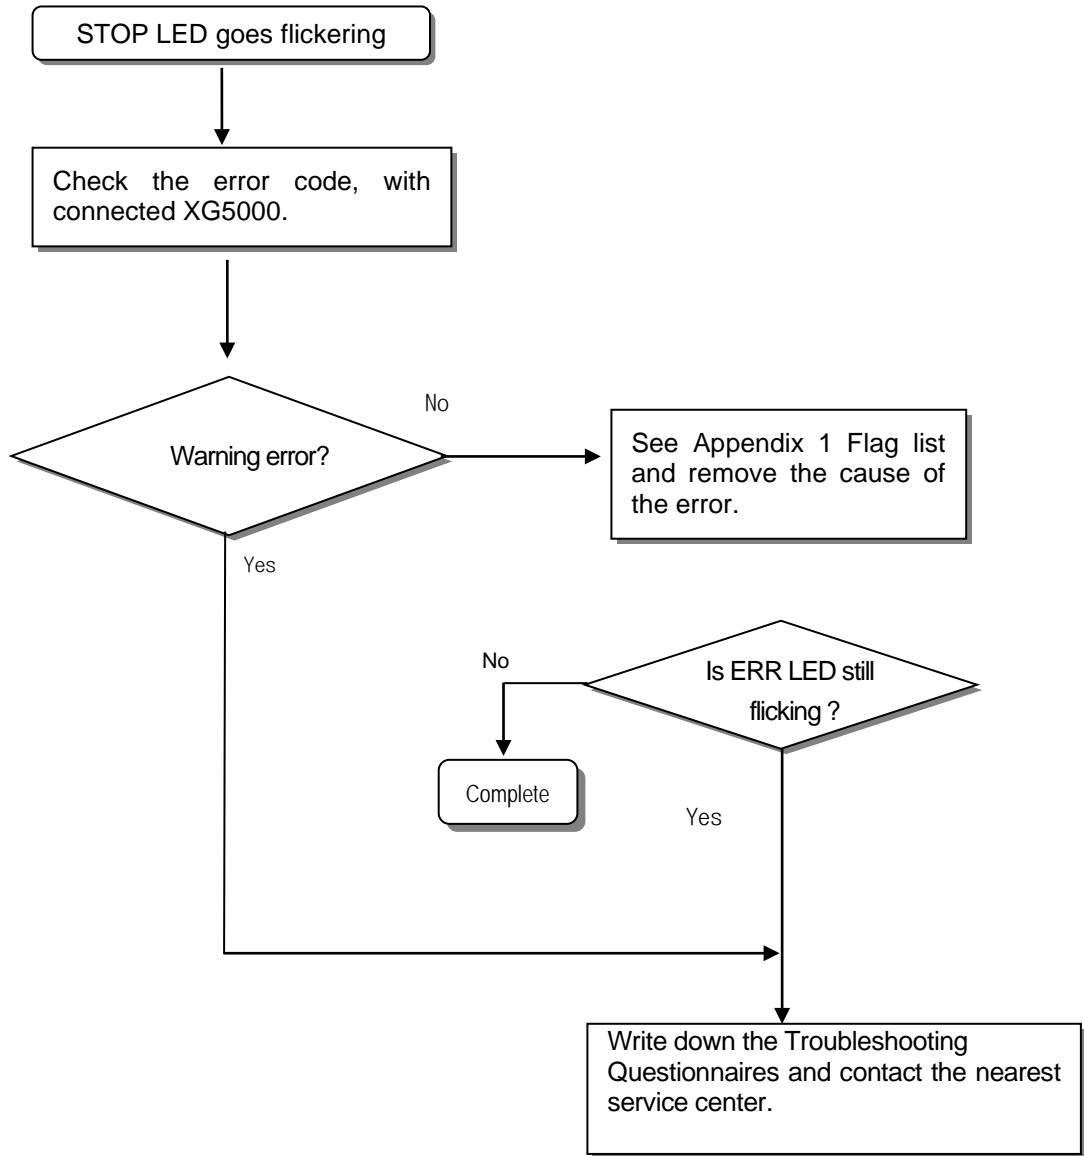 STOP LED goes flickering
Check the error code, with
connected XG5000.
No
Warning error?
See Appendix 1 Flag list
and remove the cause of
the error.
Yes
No
Is ERR LED still
flicking ?
Complete
Yes
Write down the Troubleshooting
Questionnaires and contact the nearest
service center.